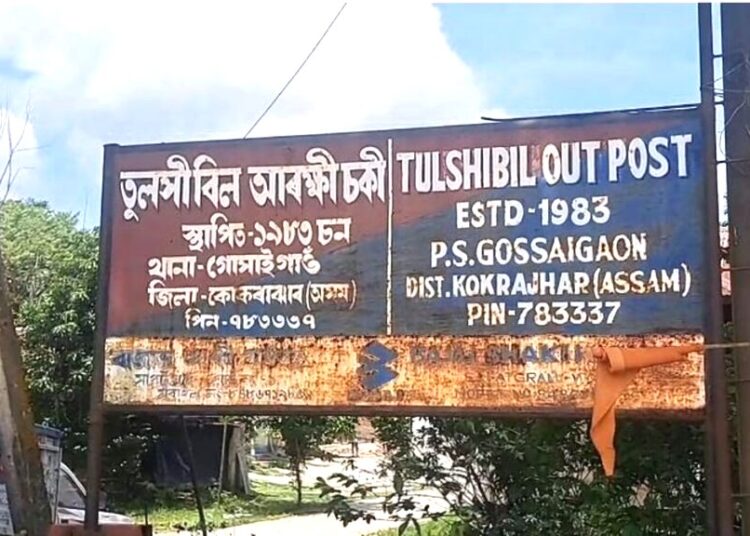 তুলসীবিল আৰক্ষী চকী
স্থাপিত-১৯৮৩ চন
থানা-গোসাইগাওঁ
জিলা-কোকৰাঝাৰ(অসম)
পিন-৭৮৩৩৩৭
TULSHIBIL OUT POST
ESTD-1983
P.S.GOSSAIGAON
DIST.KOKRAJHAR(ASSAM)
PIN-783337
BAJAJ SHAKTI